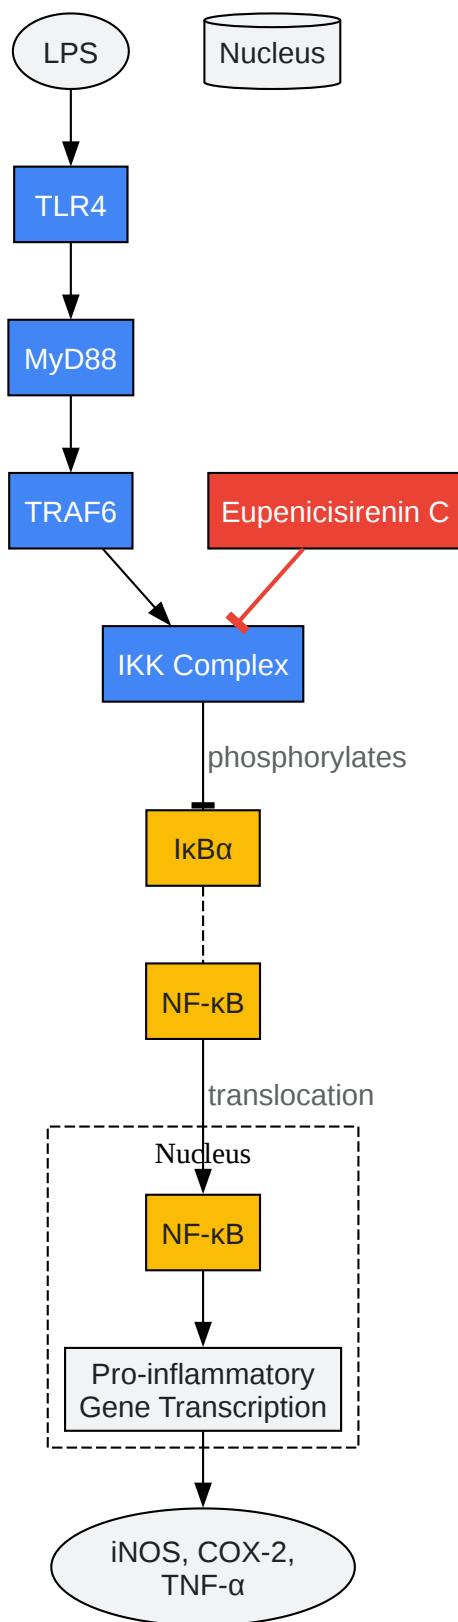 LPS
Nucleus
TLR4
MyD88
TRAF6
Eupenicisirenin C
IKK Complex
phosphorylates
IκBα
NF-κB
translocation
Nucleus
NF-κB
Pro-inflammatory
Gene Transcription
iNOS, COX-2,
TNF-α